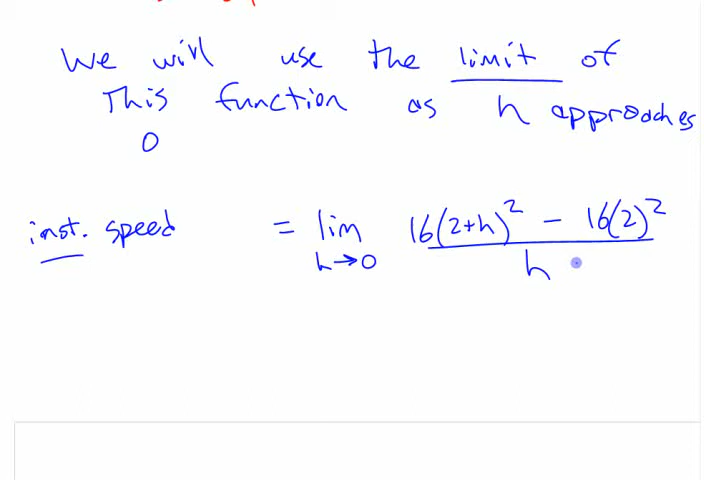 We will use the limit of
This function as h approaches
0
inst. speed = lim h→0 16(2+h)² − 16(2)² / h